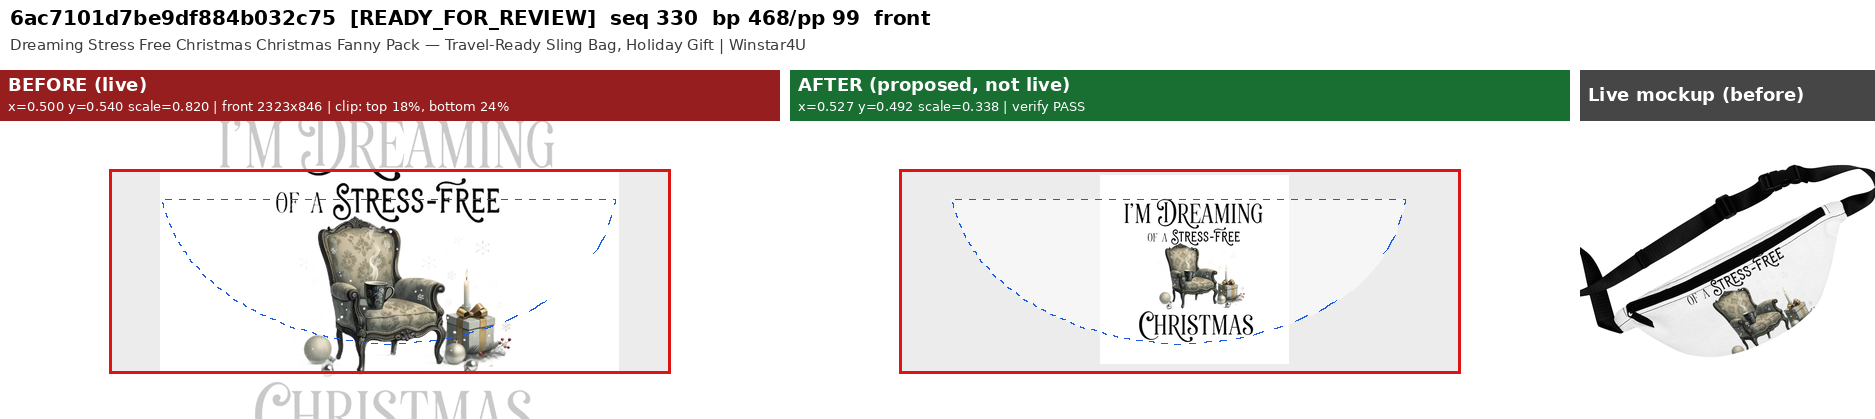 6ac7101d7be9df884b032c75 [READY_FOR_REVIEW] seq 330 bp 468/pp 99 front
Dreaming Stress Free Christmas Christmas Fanny Pack — Travel-Ready Sling Bag, Holiday Gift | Winstar4U
BEFORE (live)
x=0.500 y=0.540 scale=0.820 | front 2323x846 | clip: top 18%, bottom 24%
I'M DREAMING
OF A STRESS-FREE
CHRISTMAS
AFTER (proposed, not live)
x=0.527 y=0.492 scale=0.338 | verify PASS
I'M DREAMING
OF A STRESS-FREE
CHRISTMAS
Live mockup (before)
OF A STRESS-FREE